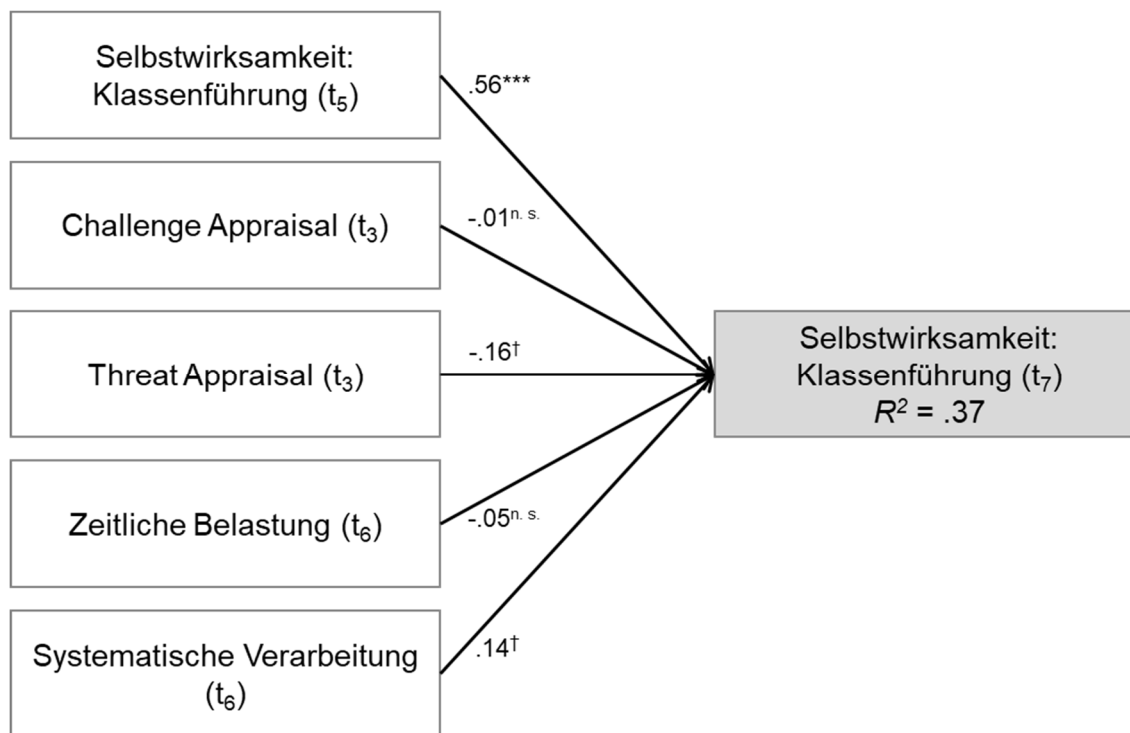 Selbstwirksamkeit:
Klassenführung (t₅)
.56***
Challenge Appraisal (t₃)
-.01ⁿ· ˢ·
Threat Appraisal (t₃)
-.16†
Selbstwirksamkeit:
Klassenführung (t₇)
R² = .37
Zeitliche Belastung (t₆)
-.05ⁿ· ˢ·
Systematische Verarbeitung
(t₆)
.14†